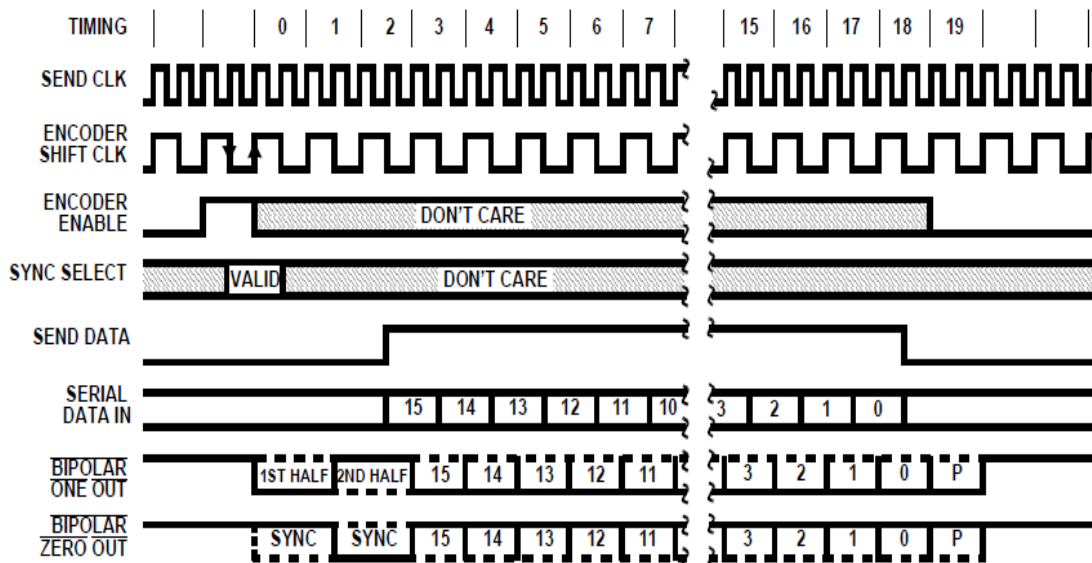 TIMING 0 1 2 3 4 5 6 7 15 16 17 18 19
SEND CLK
ENCODER
SHIFT CLK
ENCODER
ENABLE
DON'T CARE
SYNC SELECT VALID DON'T CARE
SEND DATA
SERIAL
DATA IN
15 14 13 12 11 10 3 2 1 0
BIPOLAR
ONE OUT
1ST HALF 2ND HALF 15 14 13 12 11 3 2 1 0 P
BIPOLAR
ZERO OUT
SYNC SYNC 15 14 13 12 11 3 2 1 0 P